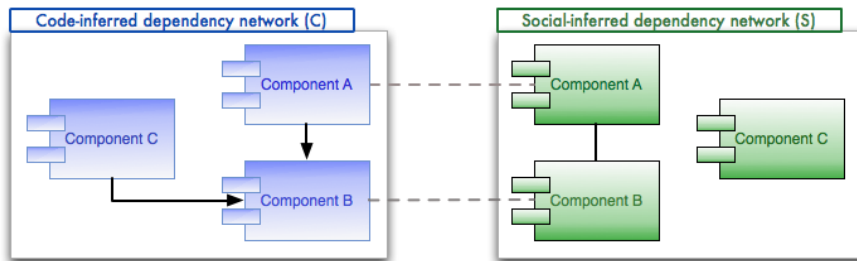 Code-inferred dependency network (C)
Social-inferred dependency network (S)
Component A
Component C
Component B
Component A
Component C
Component B